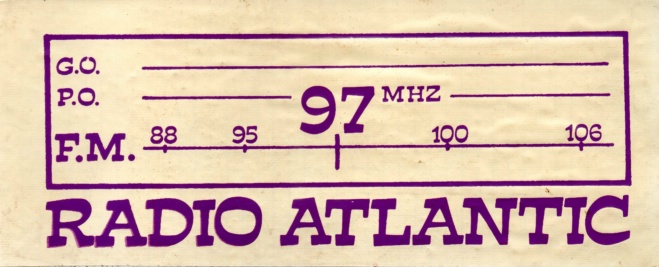 G.O.
P.O.
97 MHZ
F.M. 88 95 100 106
RADIO ATLANTIC